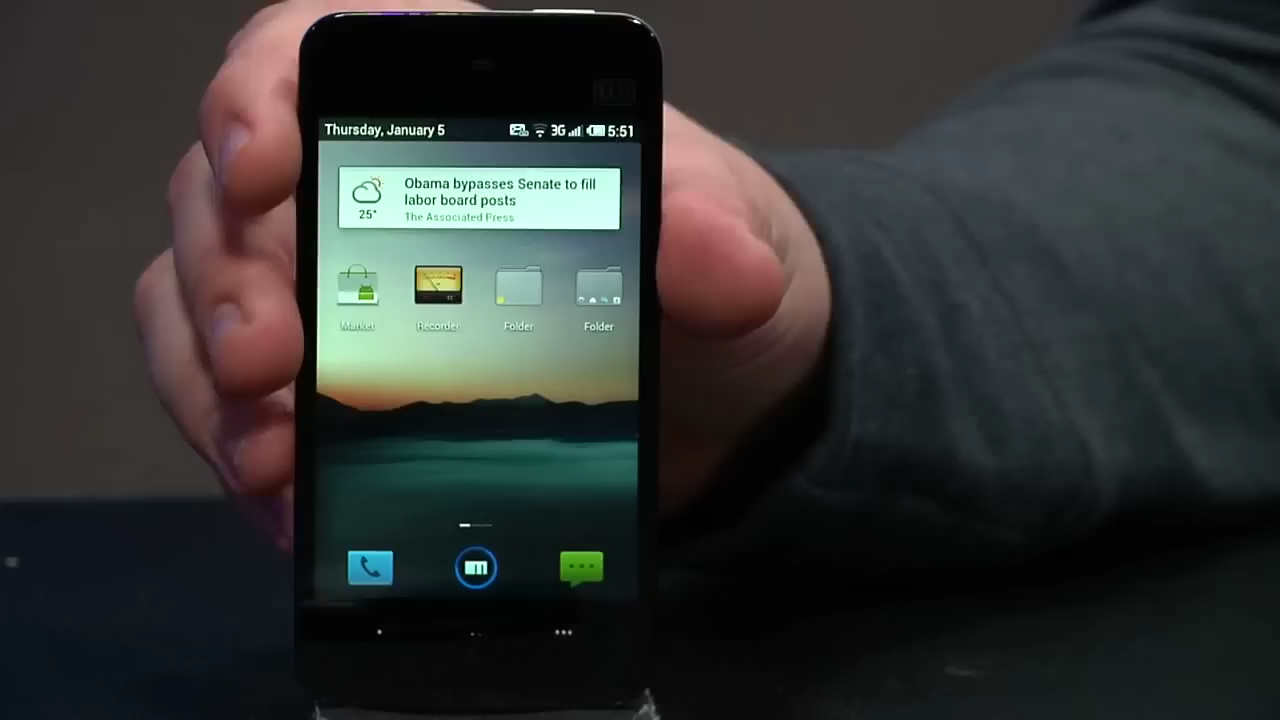 Thursday, January 5
3G
5:51
Obama bypasses Senate to fill
labor board posts
The Associated Press
25°
Market
Recorder
Folder
Folder